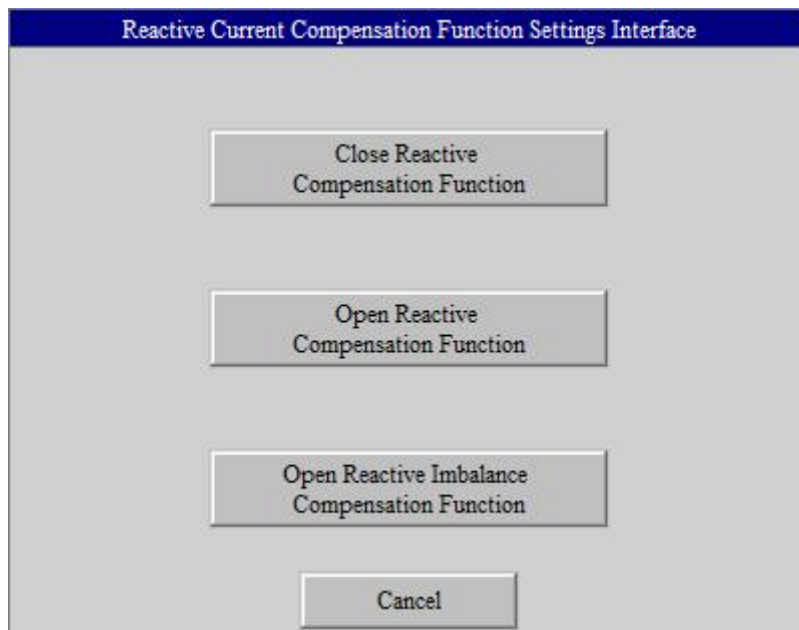 Reactive Current Compensation Function Settings Interface
Close Reactive
Compensation Function
Open Reactive
Compensation Function
Open Reactive Imbalance
Compensation Function
Cancel